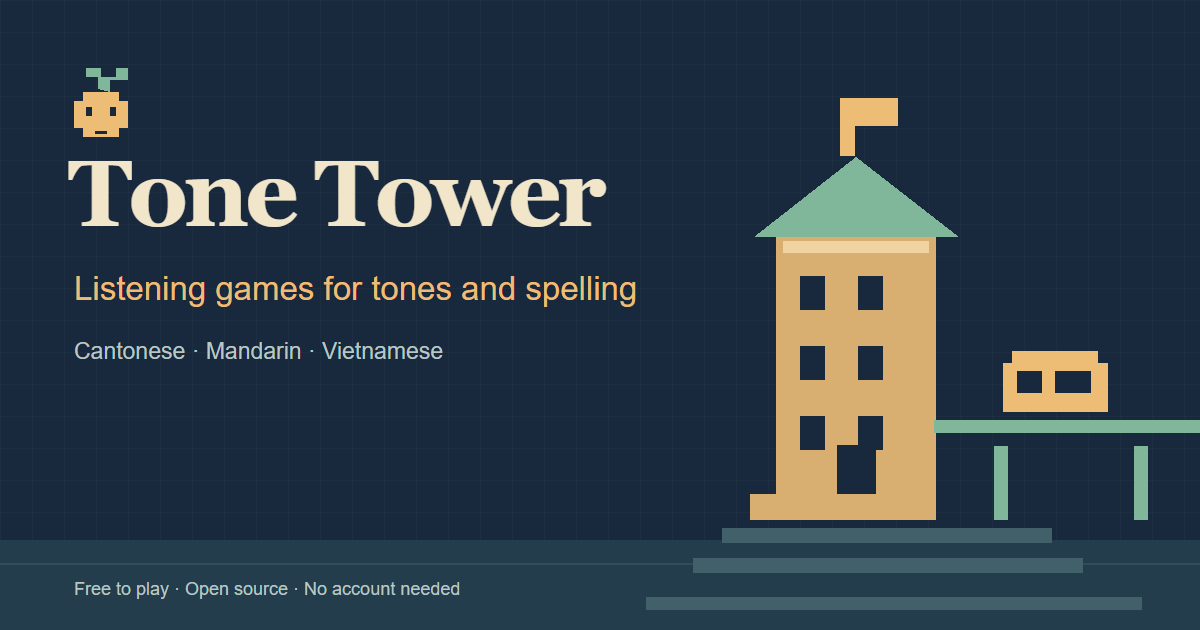 Tone Tower
Listening games for tones and spelling
Cantonese · Mandarin · Vietnamese
Free to play · Open source · No account needed